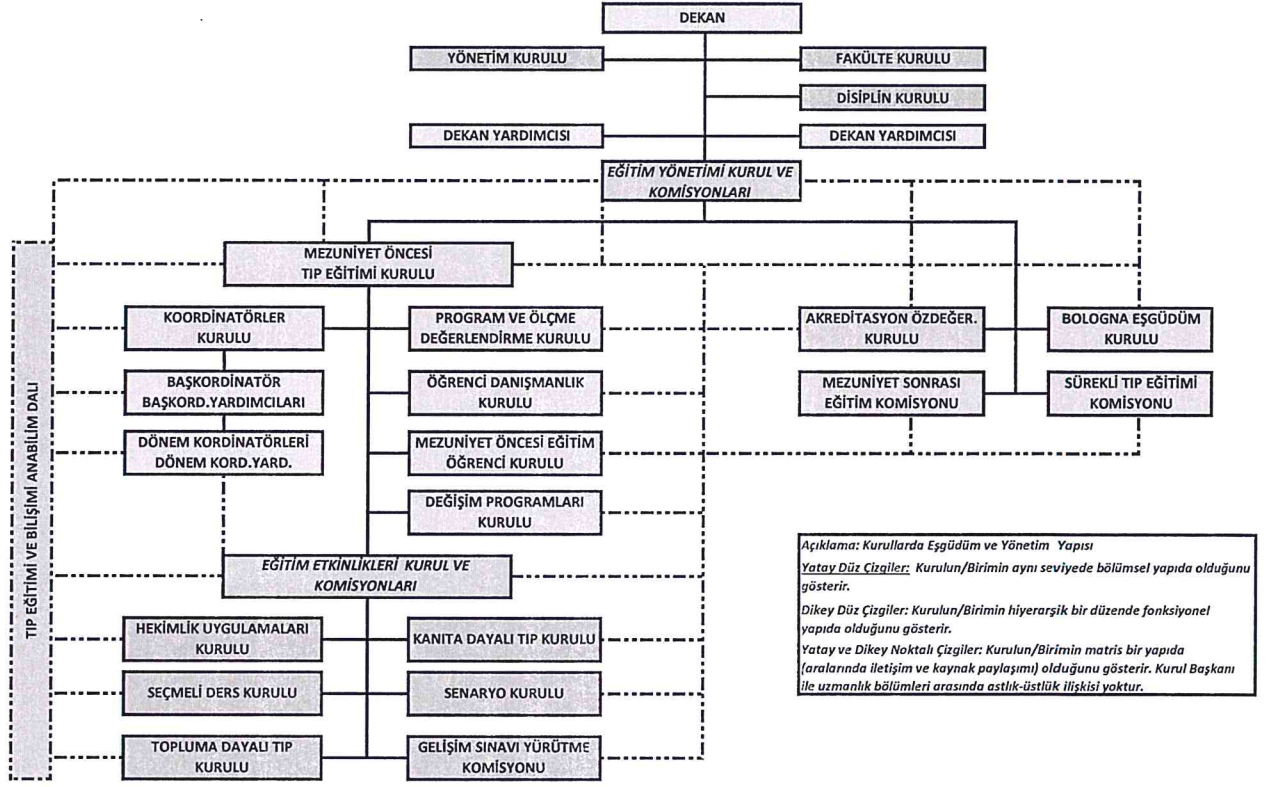 DEKAN
YÖNETİM KURULU
FAKÜLTE KURULU
DİSİPLİN KURULU
DEKAN YARDIMCISI
DEKAN YARDIMCISI
EĞİTİM YÖNETİMİ KURUL VE
KOMİSYONLARI
TIP EĞİTİMİ VE BİLİŞİMİ ANABİLİM DALI
MEZUNİYET ÖNCESİ
TIP EĞİTİMİ KURULU
KOORDİNATÖRLER
KURULU
PROGRAM VE ÖLÇME
DEĞERLENDİRME KURULU
AKREDİTASYON ÖZDEĞER.
KURULU
BOLOGNA EŞGÜDÜM
KURULU
BAŞKORDİNATÖR
BAŞKORD.YARDIMCILARI
ÖĞRENCİ DANIŞMANLIK
KURULU
MEZUNİYET SONRASI
EĞİTİM KOMİSYONU
SÜREKLİ TIP EĞİTİMİ
KOMİSYONU
DÖNEM KORDİNATÖRLERİ
DÖNEM KORD.YARD.
MEZUNİYET ÖNCESİ EĞİTİM
ÖĞRENCİ KURULU
DEĞİŞİM PROGRAMLARI
KURULU
EĞİTİM ETKİNLİKLERİ KURUL VE
KOMİSYONLARI
HEKİMLİK UYGULAMALARI
KURULU
KANITA DAYALI TIP KURULU
SEÇMELİ DERS KURULU
SENARYO KURULU
TOPLUMA DAYALI TIP
KURULU
GELİŞİM SINAVI YÜRÜTME
KOMİSYONU
Açıklama: Kurullarda Eşgüdüm ve Yönetim Yapısı
Yatay Düz Çizgiler: Kurulun/Birimin aynı seviyede bölümsel yapıda olduğunu
gösterir.
Dikey Düz Çizgiler: Kurulun/Birimin hiyerarşik bir düzende fonksiyonel
yapıda olduğunu gösterir.
Yatay ve Dikey Noktalı Çizgiler: Kurulun/Birimin matris bir yapıda
(aralarında iletişim ve kaynak paylaşımı) olduğunu gösterir. Kurul Başkanı
ile uzmanlık bölümleri arasında astlık-üstlük ilişkisi yoktur.